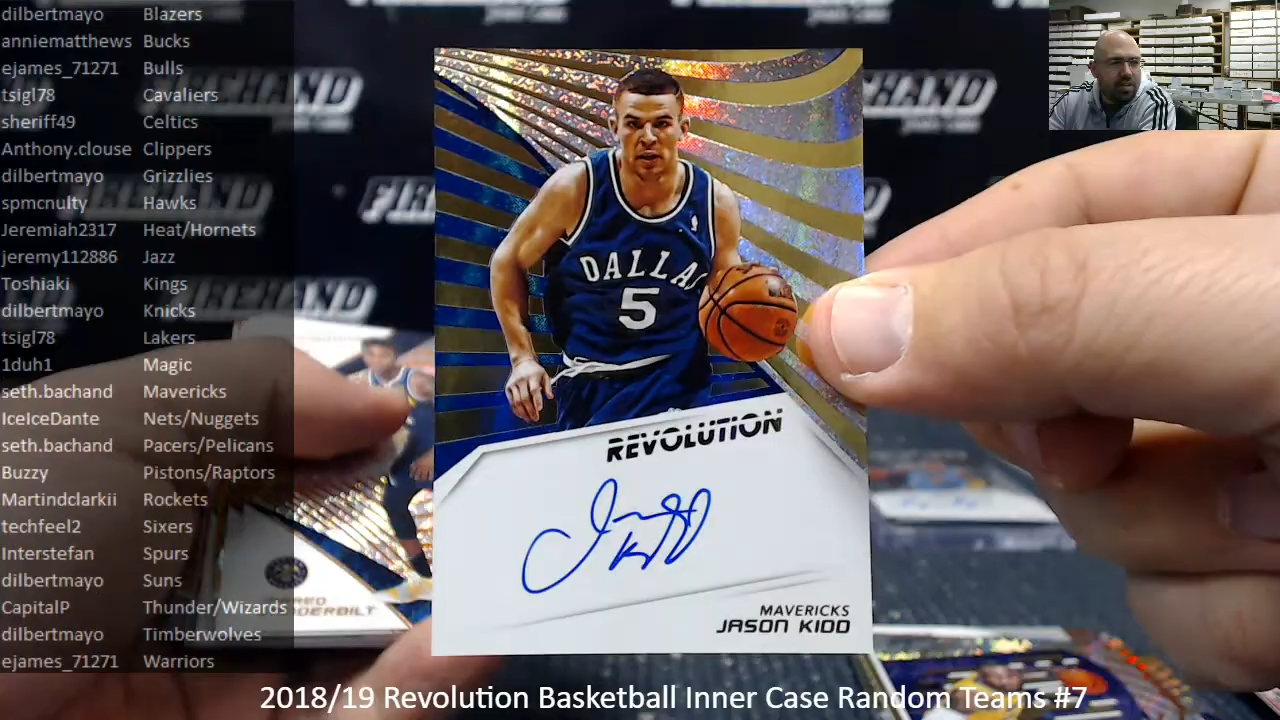 dilbertmayo Blazers
anniematthews Bucks
ejames_71271 Bulls
tsigl78 Cavaliers
sheriff49 Celtics
Anthony.clouse Clippers
dilbertmayo Grizzlies
spmcnulty Hawks
Jeremiah2317 Heat/Hornets
jeremy112886 Jazz
Toshiaki Kings
dilbertmayo Knicks
tsigl78 Lakers
1duh1 Magic
seth.bachand Mavericks
IceIceDante Nets/Nuggets
seth.bachand Pacers/Pelicans
Buzzy Pistons/Raptors
Martindclarkii Rockets
techfeel2 Sixers
Interstefan Spurs
dilbertmayo Suns
CapitalP Thunder/Wizards
dilbertmayo Timberwolves
ejames_71271 Warriors
DALLAS
5
REVOLUTION
MAVERICKS
JASON KIDD
2018/19 Revolution Basketball Inner Case Random Teams #7